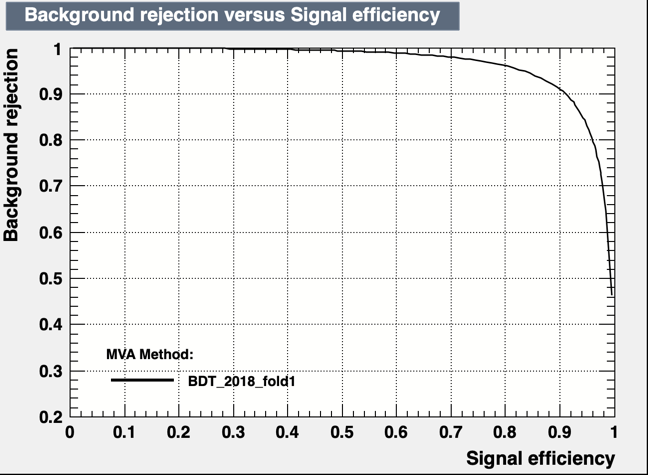 Background rejection versus Signal efficiency
Background rejection
1
0.9
0.8
0.7
0.6
0.5
0.4
0.3
0.2
MVA Method:
BDT_2018_fold1
0 0.1 0.2 0.3 0.4 0.5 0.6 0.7 0.8 0.9 1
Signal efficiency